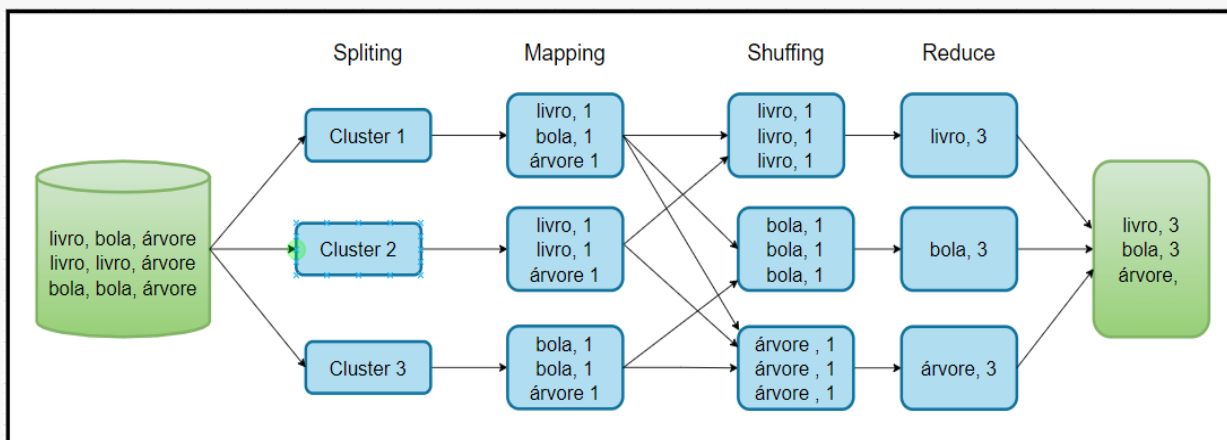 Spliting
Mapping
Shuffing
Reduce
livro, bola, árvore
livro, livro, árvore
bola, bola, árvore
Cluster 1
Cluster 2
Cluster 3
livro, 1
bola, 1
árvore 1
livro, 1
livro, 1
árvore 1
bola, 1
bola, 1
árvore 1
livro, 1
livro, 1
livro, 1
bola, 1
bola, 1
bola, 1
árvore , 1
árvore , 1
árvore , 1
livro, 3
bola, 3
árvore, 3
livro, 3
bola, 3
árvore,